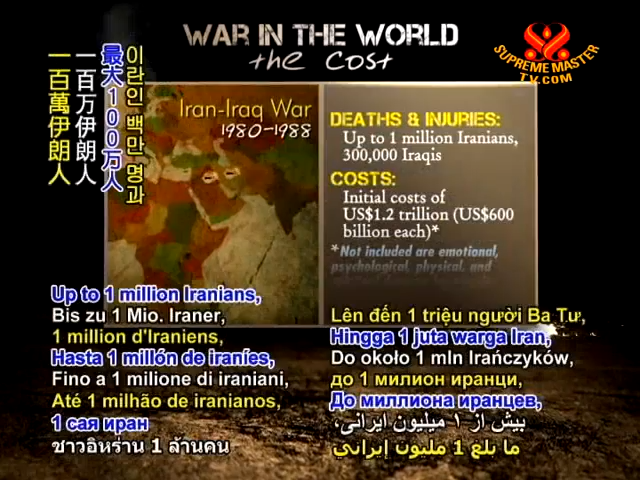 WAR IN THE WORLD
the cost
SUPREME MASTER
TV.COM
이란인 백만 명과
最大100万人
一百万伊朗人
一百萬伊朗人
Iran-Iraq War
1980-1988
DEATHS & INJURIES:
Up to 1 million Iranians,
300,000 Iraqis
COSTS:
Initial costs of
US$1.2 trillion (US$600
billion each)*
*Not included are emotional,
psychological, physical, and
Up to 1 million Iranians,
Bis zu 1 Mio. Iraner,
1 million d'Iraniens,
Hasta 1 millón de iraníes,
Fino a 1 milione di iraniani,
Até 1 milhão de iranianos,
1 сая иран
ชาวอิหร่าน 1 ล้านคน
Lên đến 1 triệu người Ba Tư,
Hingga 1 juta warga Iran,
Do około 1 mln Irańczyków,
до 1 милион иранци,
До миллиона иранцев,
بیش از ۱ میلیون ایرانی،
ما بلغ 1 مليون إيراني